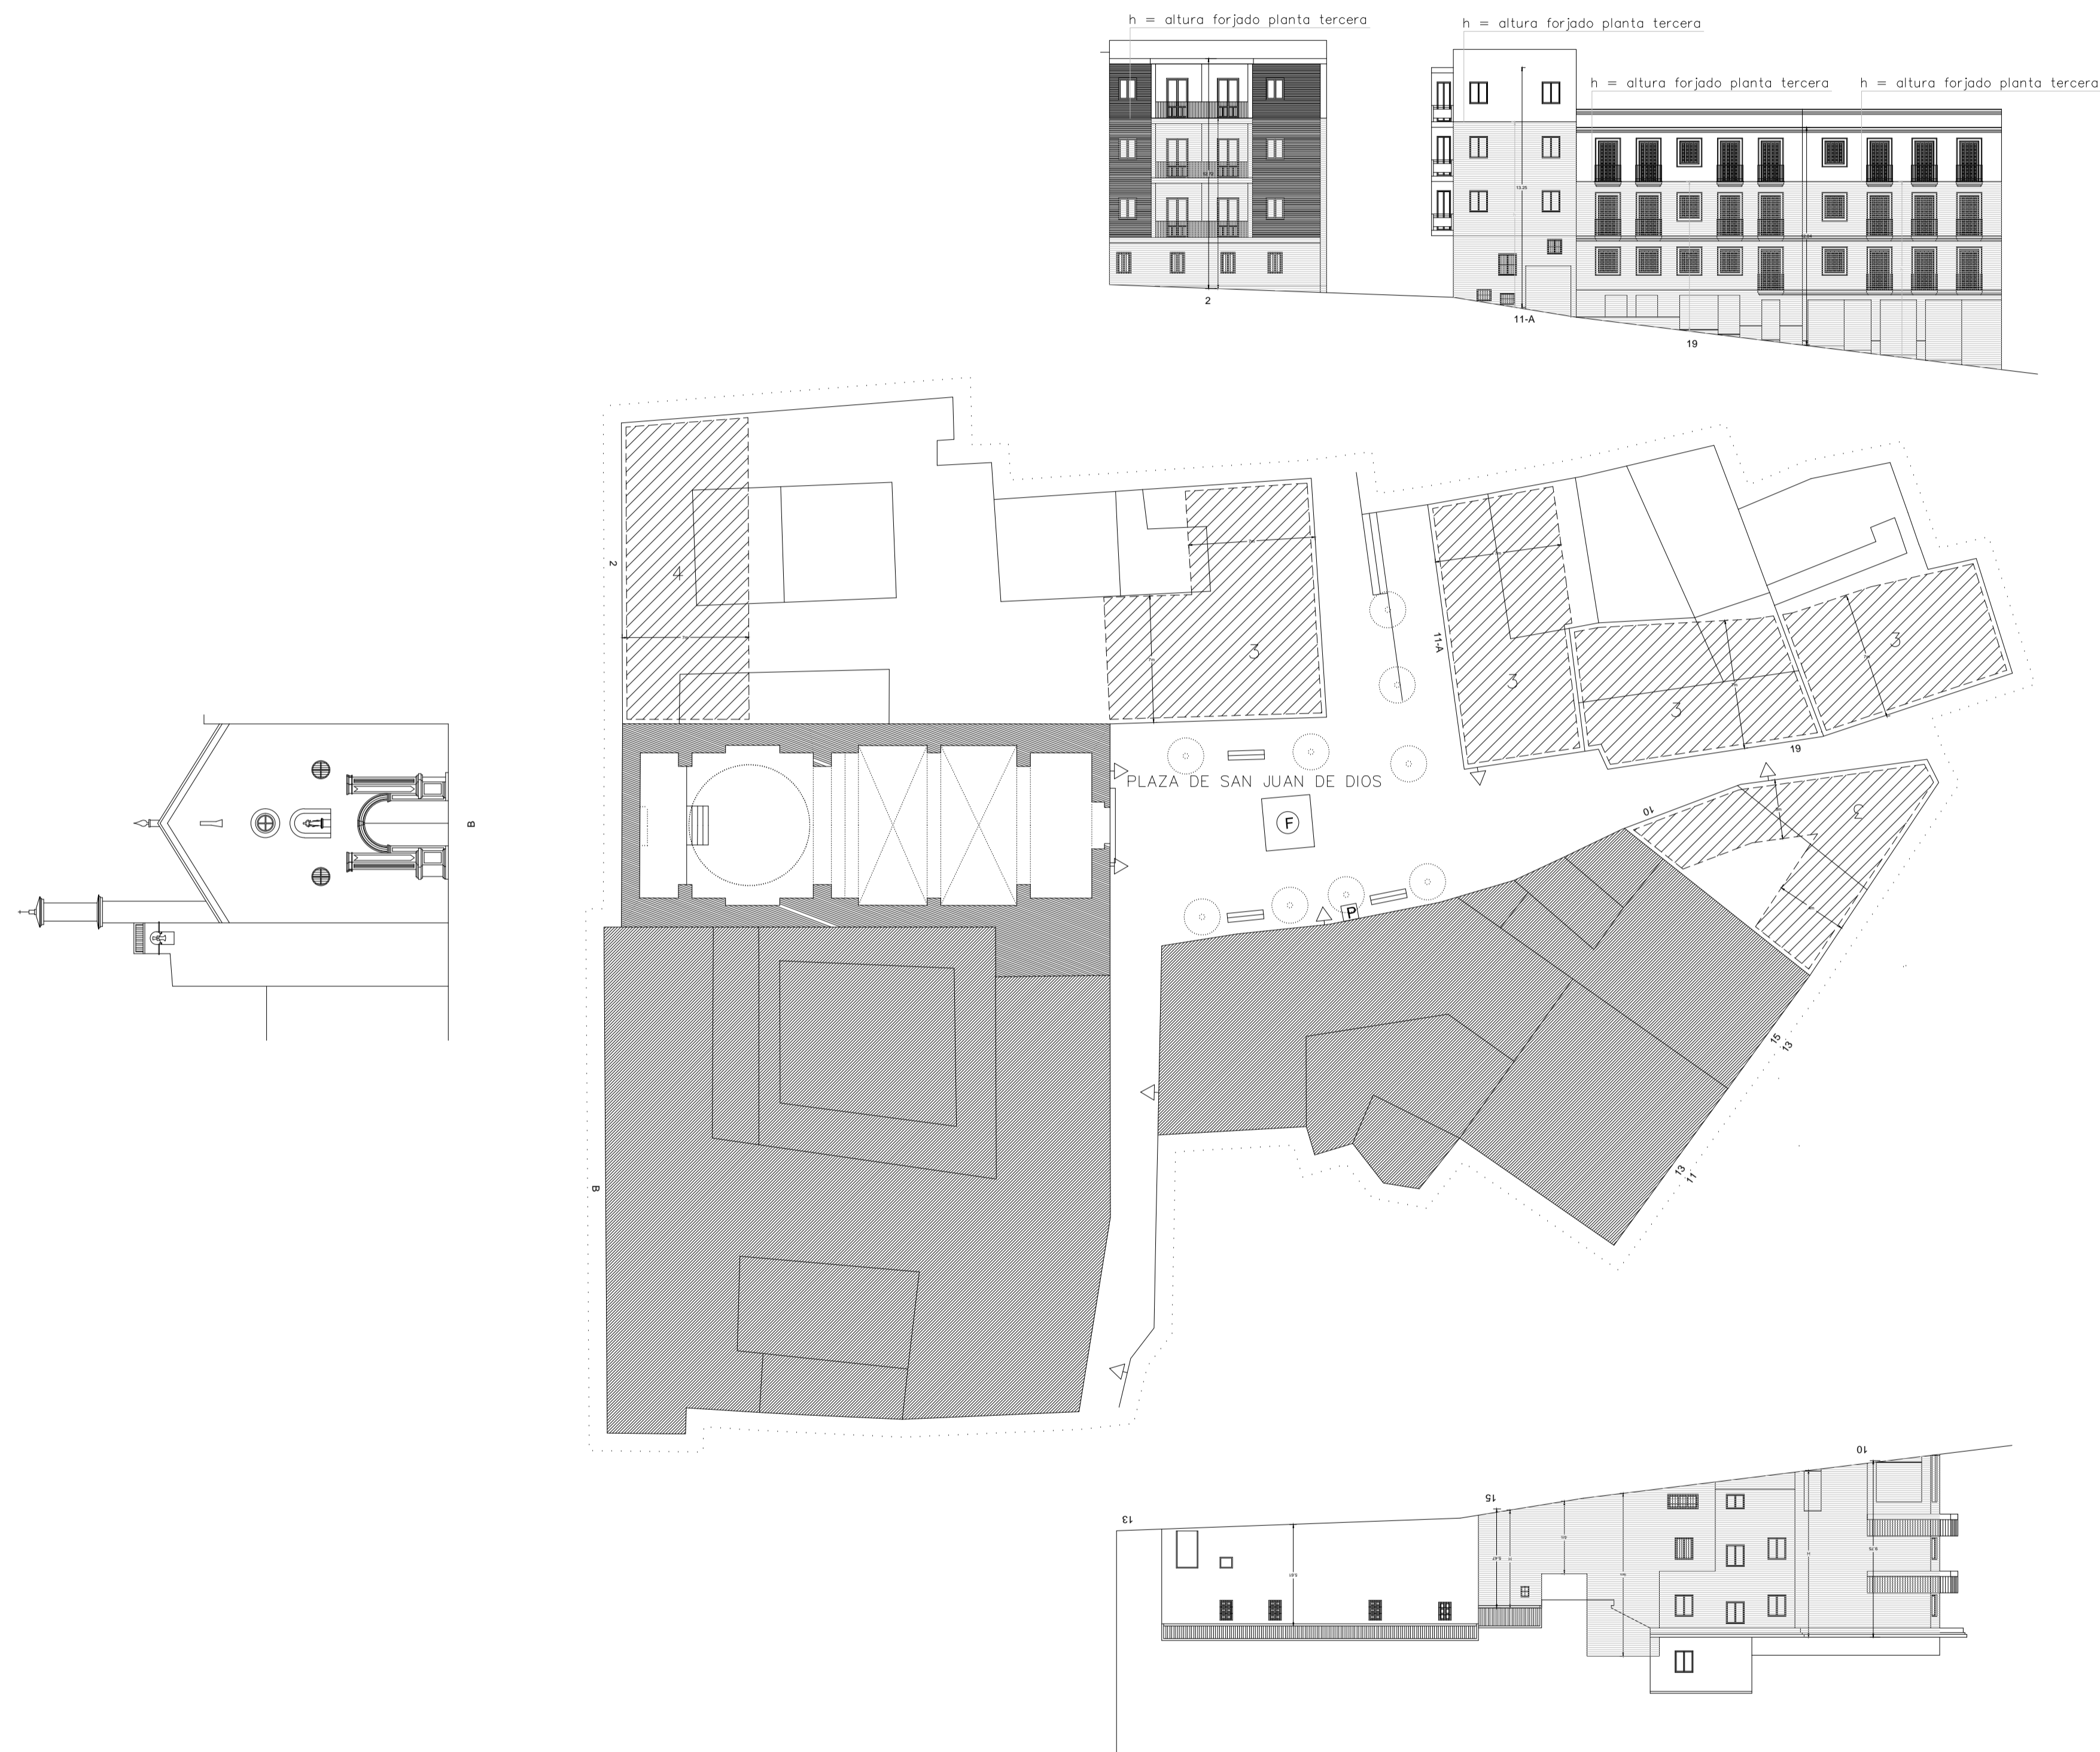 h = altura forjado planta tercera
h = altura forjado planta tercera
h = altura forjado planta tercera
h = altura forjado planta tercera
13.25
2
11-A
19
2
4
3
11-A
3
3
3
19
PLAZA DE SAN JUAN DE DIOS
F
P
10
3
B
B
15
13
13
11
10
15
13